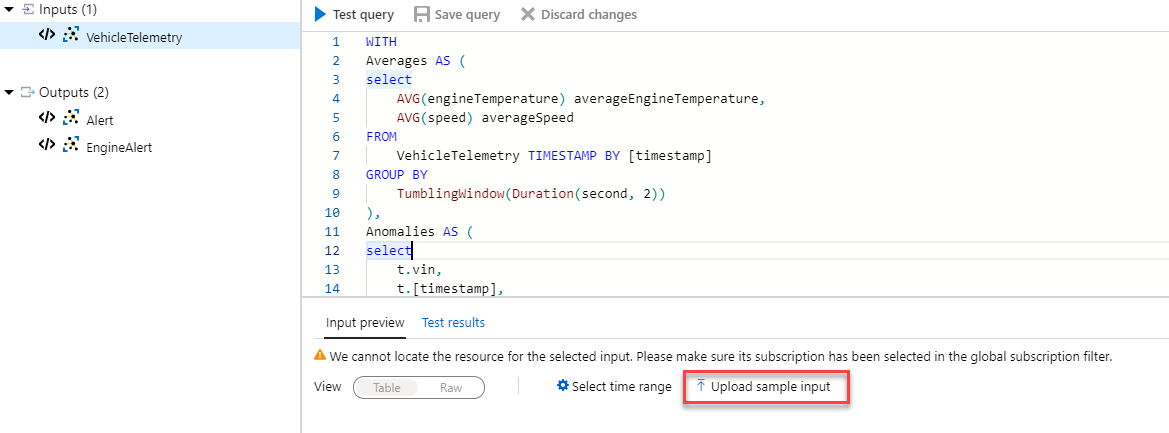 Inputs (1)
VehicleTelemetry
Outputs (2)
Alert
EngineAlert
Test query Save query Discard changes
1 WITH
2 Averages AS (
3 select
4 AVG(engineTemperature) averageEngineTemperature,
5 AVG(speed) averageSpeed
6 FROM
7 VehicleTelemetry TIMESTAMP BY [timestamp]
8 GROUP BY
9 TumblingWindow(Duration(second, 2))
10 ),
11 Anomalies AS (
12 select
13 t.vin,
14 t.[timestamp],
Input preview Test results
We cannot locate the resource for the selected input. Please make sure its subscription has been selected in the global subscription filter.
View Table Raw Select time range Upload sample input